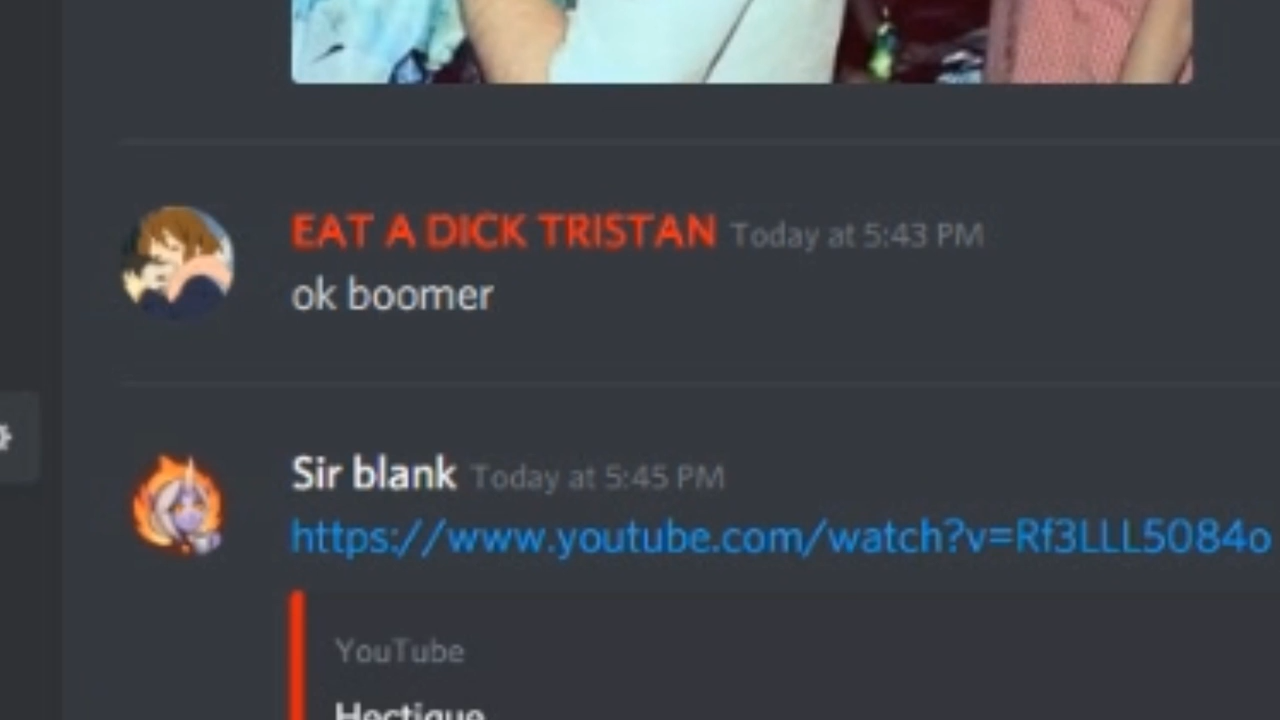 EAT A DICK TRISTAN Today at 5:43 PM
ok boomer
Sir blank Today at 5:45 PM
https://www.youtube.com/watch?v=Rf3LLL5084o
YouTube
Hectique